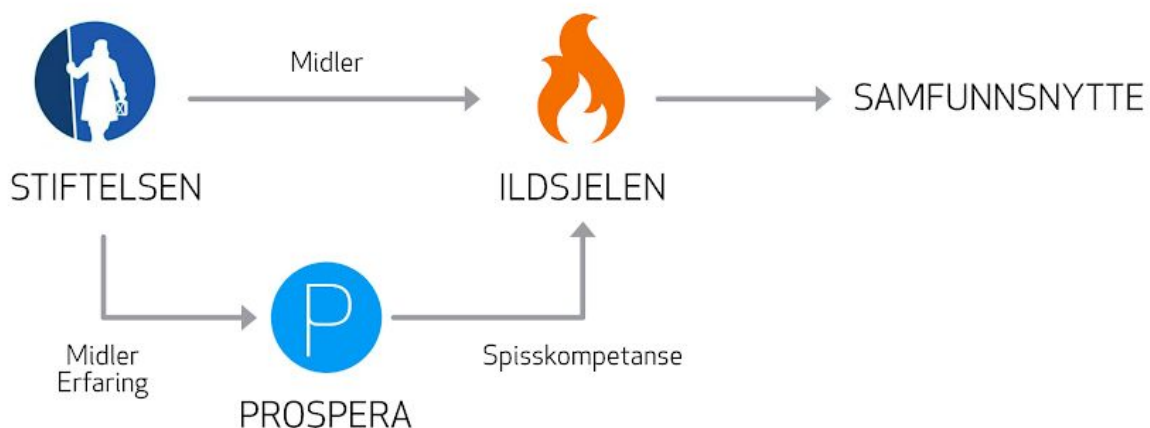 Midler
SAMFUNNSNYTTE
STIFTELSEN
ILDSJELEN
P
Midler
Erfaring
Spisskompetanse
PROSPERA